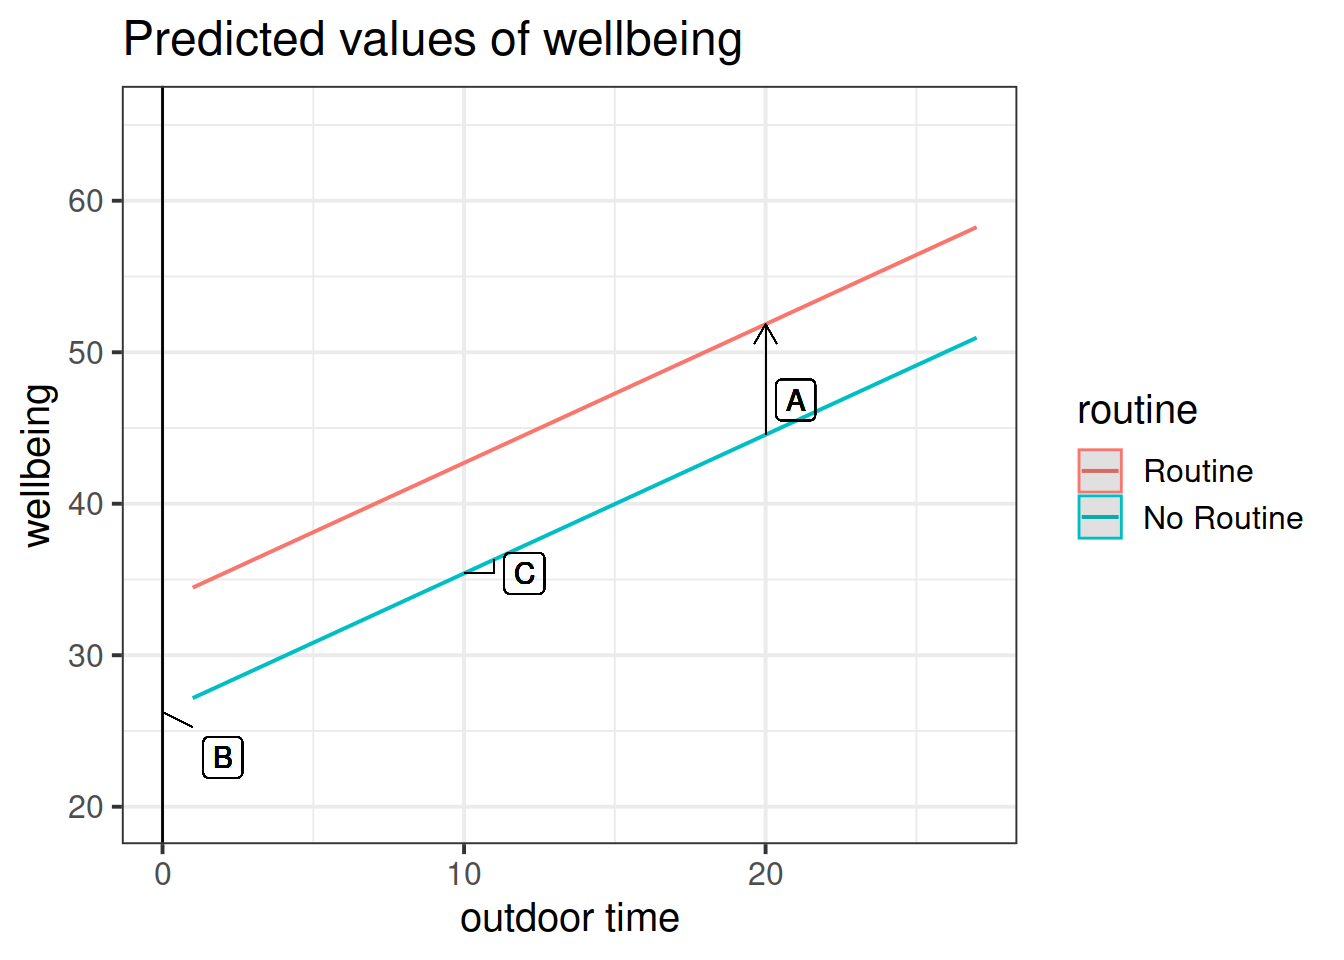 Predicted values of wellbeing
60
50
40
30
20
wellbeing
A
C
B
0
10
20
outdoor time
routine
Routine
No Routine